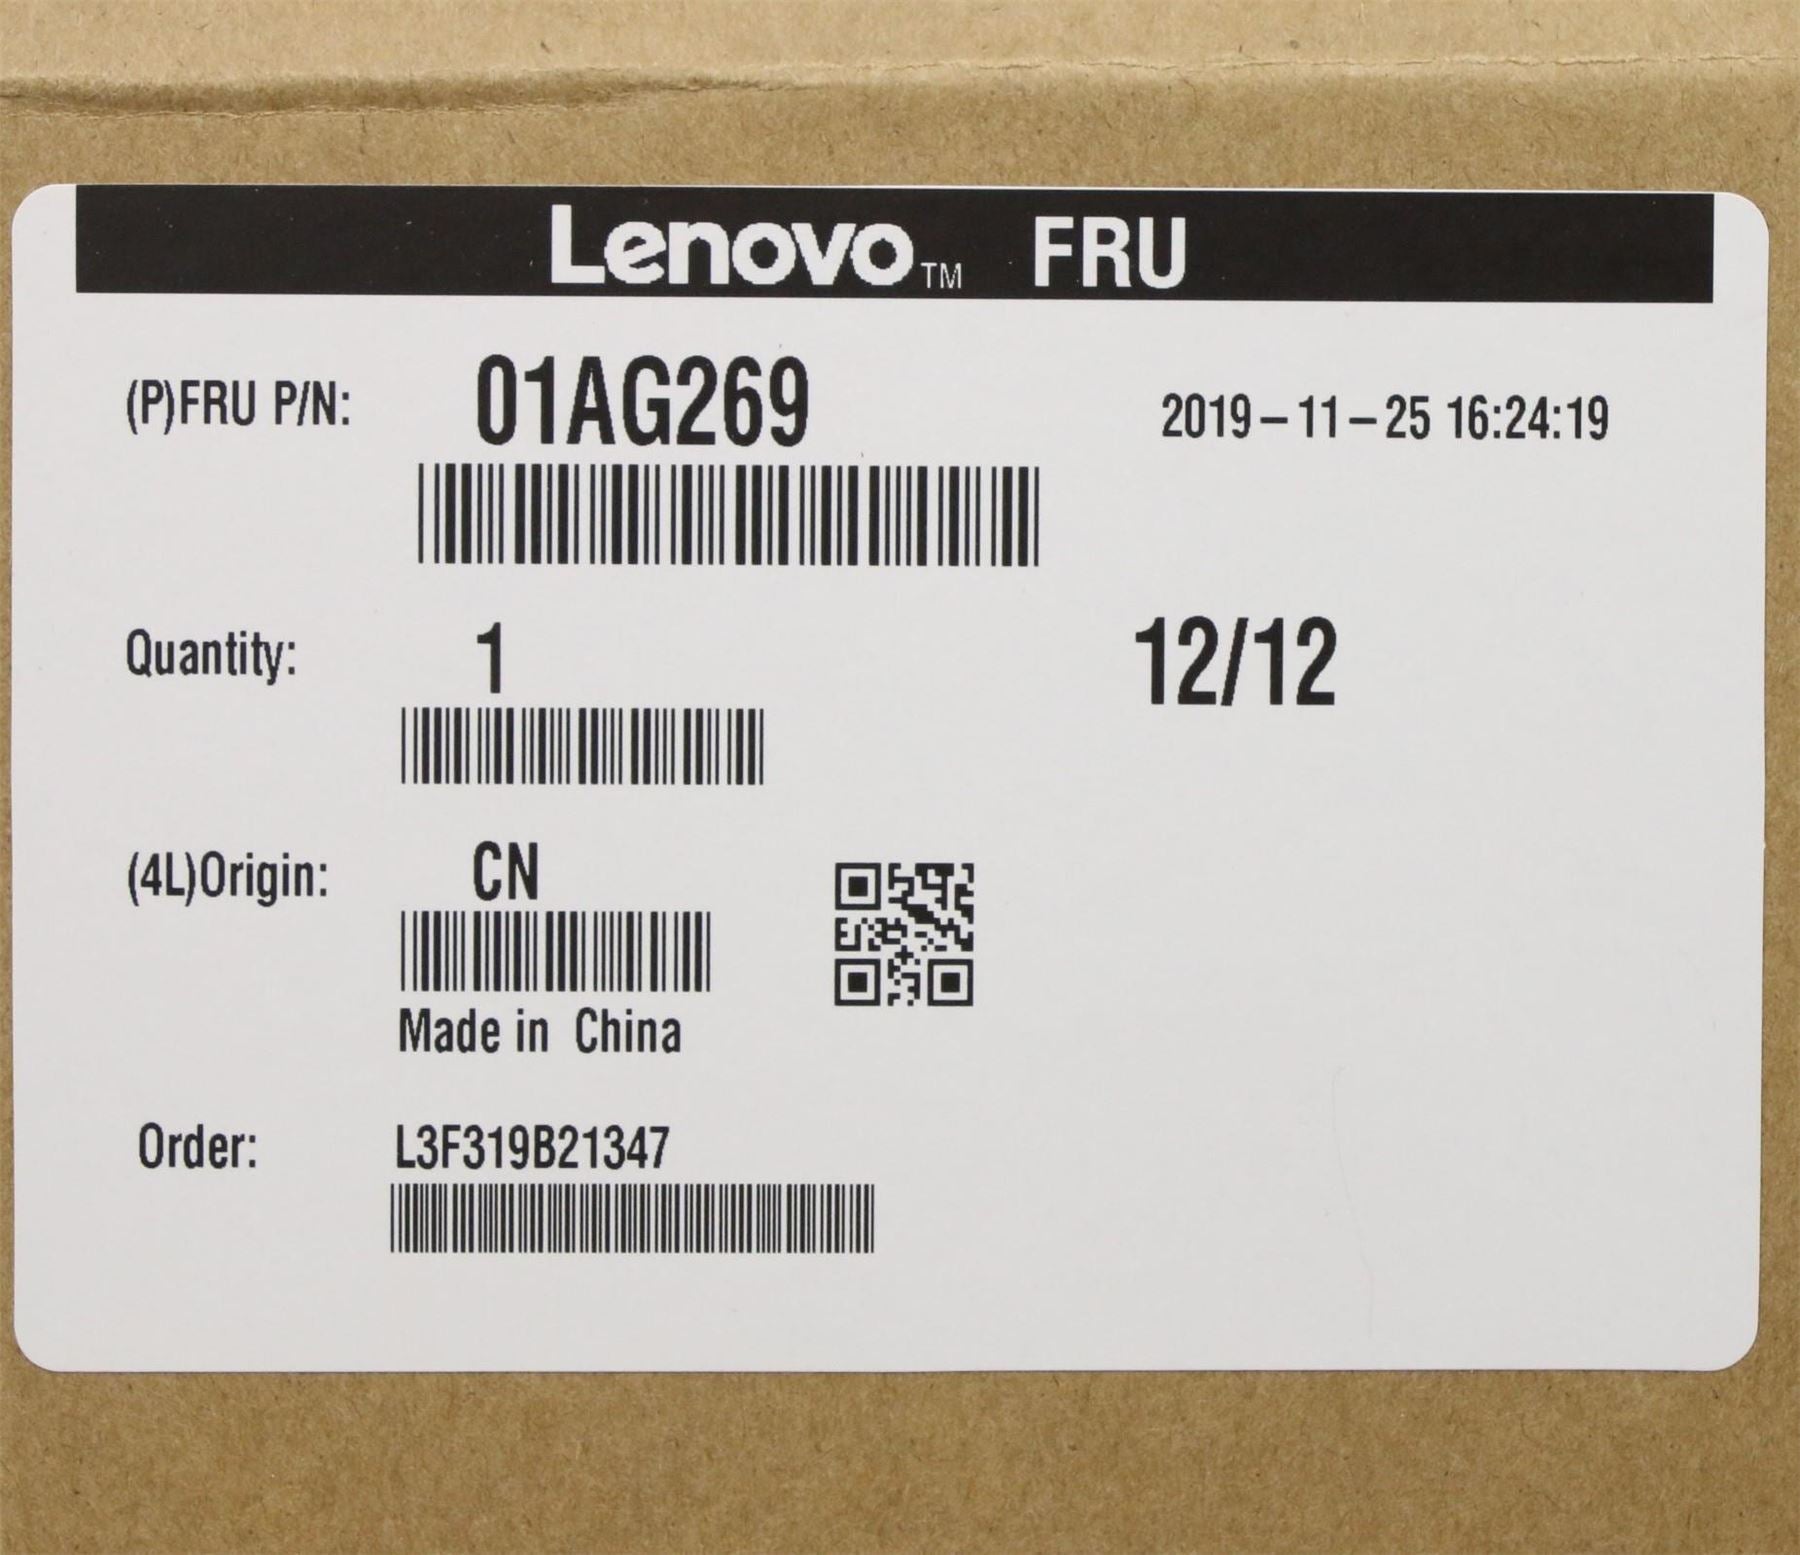 Lenovo™ FRU
(P)FRU P/N: 01AG269 2019-11-25 16:24:19
Quantity: 1 12/12
(4L)Origin: CN
Made in China
Order: L3F319B21347